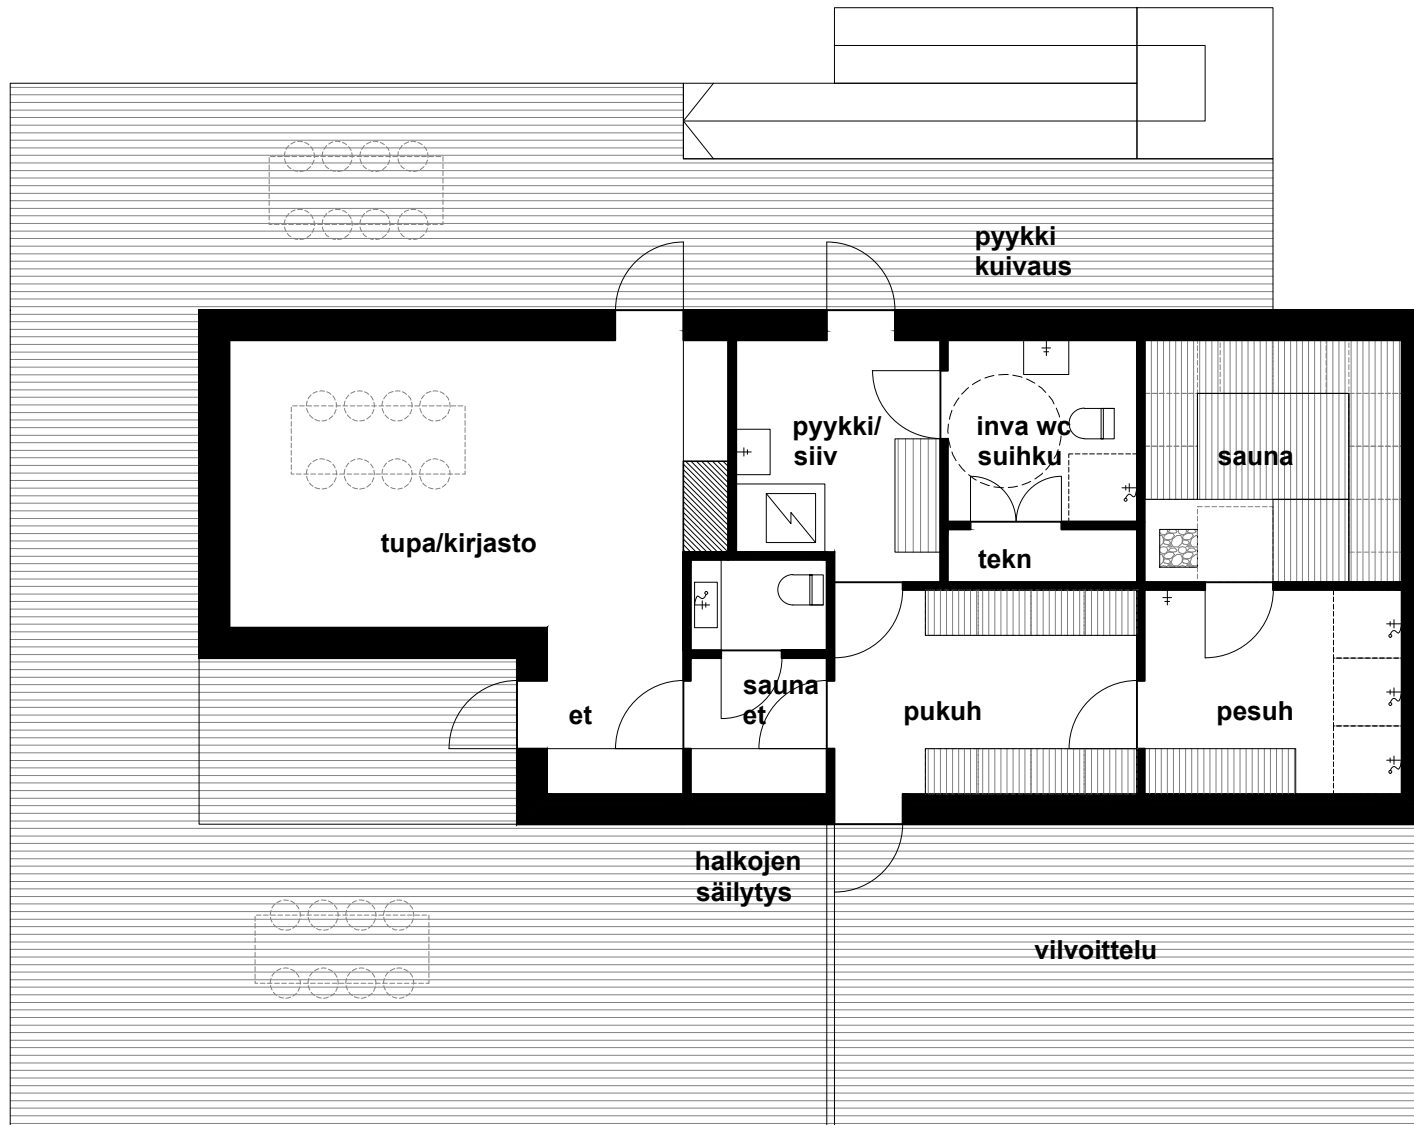 pyykki
kuivaus
pyykki/
siiv
inva wc
suihku
sauna
tupa/kirjasto
tekn
sauna
et
et
pukuh
pesuh
halkojen
säilytys
vilvoittelu